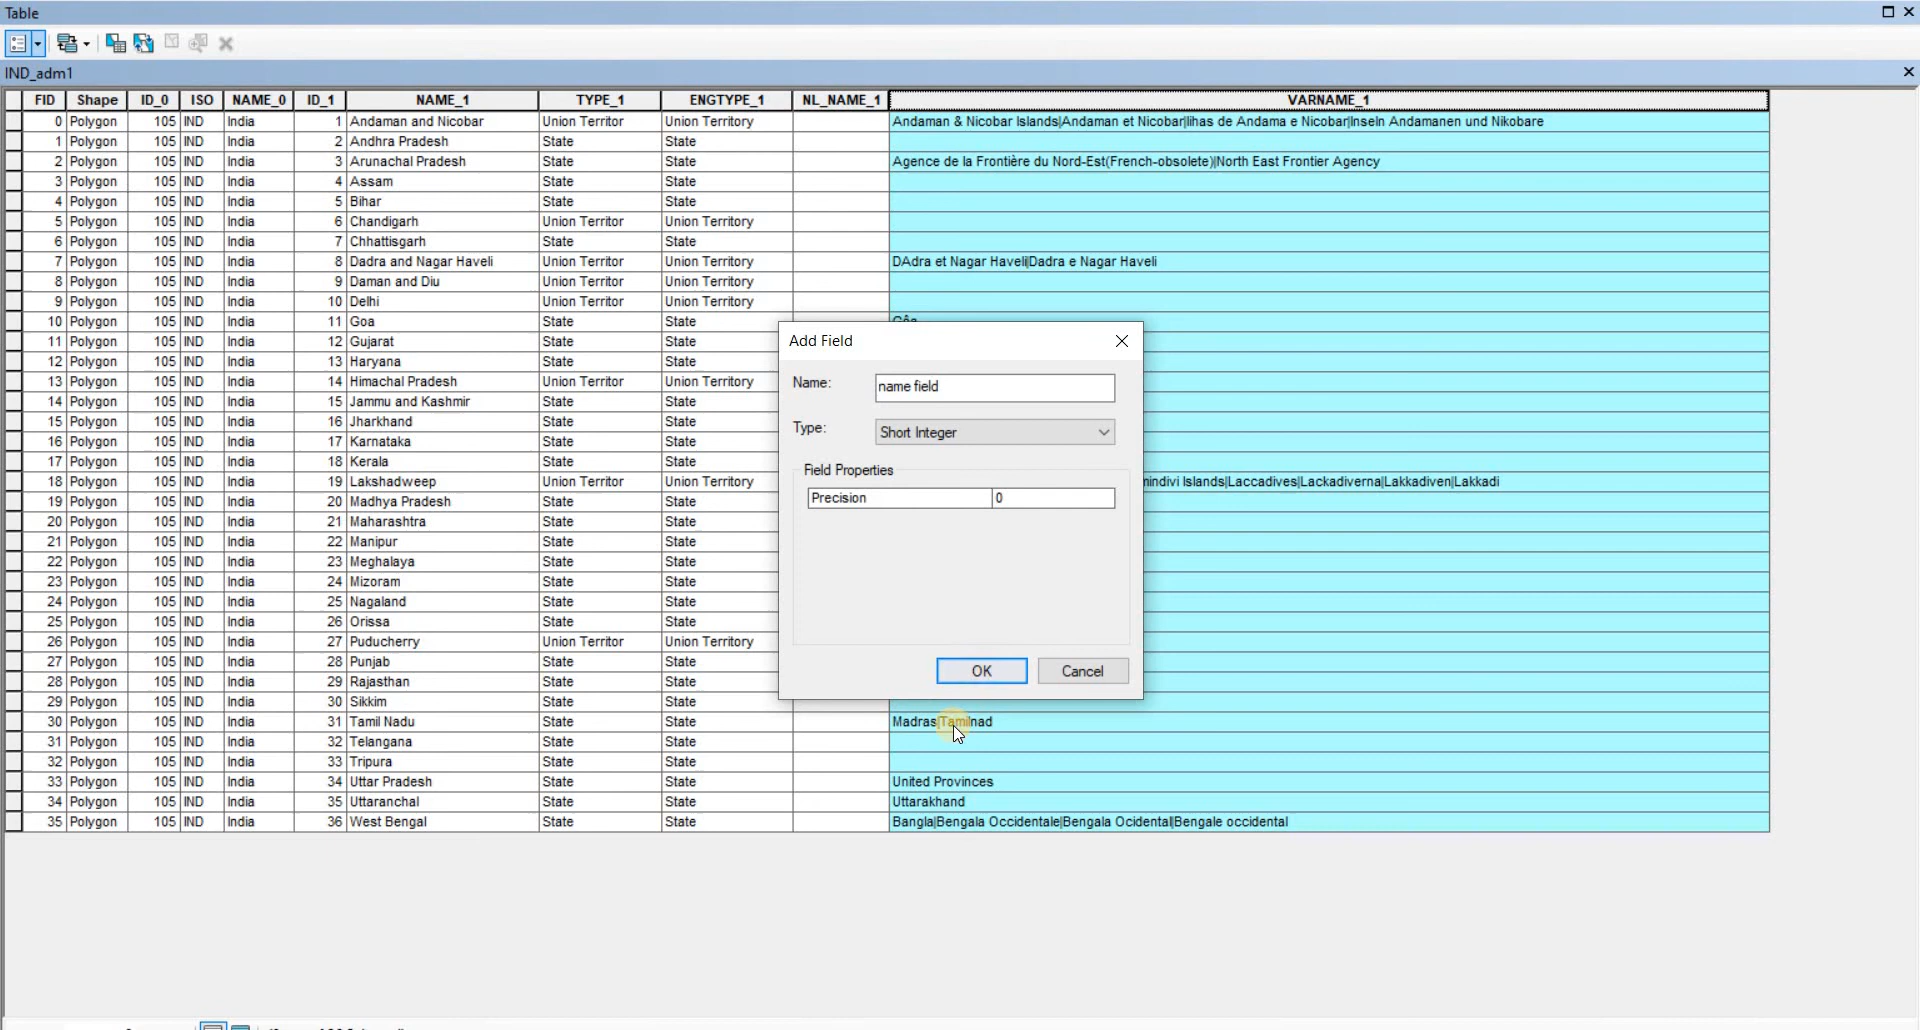 Table
IND_adm1
FID Shape ID_0 ISO NAME_0 ID_1 NAME_1 TYPE_1 ENGTYPE_1 NL_NAME_1 VARNAME_1
0 Polygon 105 IND India 1 Andaman and Nicobar Union Territor Union Territory Andaman & Nicobar Islands|Andaman et Nicobar|Ilhas de Andama e Nicobar|Inseln Andamanen und Nikobare
1 Polygon 105 IND India 2 Andhra Pradesh State State
2 Polygon 105 IND India 3 Arunachal Pradesh State State Agence de la Frontière du Nord-Est(French-obsolete)|North East Frontier Agency
3 Polygon 105 IND India 4 Assam State State
4 Polygon 105 IND India 5 Bihar State State
5 Polygon 105 IND India 6 Chandigarh Union Territor Union Territory
6 Polygon 105 IND India 7 Chhattisgarh State State
7 Polygon 105 IND India 8 Dadra and Nagar Haveli Union Territor Union Territory DAdra et Nagar Haveli|Dadra e Nagar Haveli
8 Polygon 105 IND India 9 Daman and Diu Union Territor Union Territory
9 Polygon 105 IND India 10 Delhi Union Territor Union Territory
10 Polygon 105 IND India 11 Goa State State
11 Polygon 105 IND India 12 Gujarat State State
12 Polygon 105 IND India 13 Haryana State State
13 Polygon 105 IND India 14 Himachal Pradesh Union Territor Union Territory
14 Polygon 105 IND India 15 Jammu and Kashmir State State
15 Polygon 105 IND India 16 Jharkhand State State
16 Polygon 105 IND India 17 Karnataka State State
17 Polygon 105 IND India 18 Kerala State State
18 Polygon 105 IND India 19 Lakshadweep Union Territor Union Territory mindivi Islands|Laccadives|Lackadiverna|Lakkadiven|Lakkadi
19 Polygon 105 IND India 20 Madhya Pradesh State State
20 Polygon 105 IND India 21 Maharashtra State State
21 Polygon 105 IND India 22 Manipur State State
22 Polygon 105 IND India 23 Meghalaya State State
23 Polygon 105 IND India 24 Mizoram State State
24 Polygon 105 IND India 25 Nagaland State State
25 Polygon 105 IND India 26 Orissa State State
26 Polygon 105 IND India 27 Puducherry Union Territor Union Territory
27 Polygon 105 IND India 28 Punjab State State
28 Polygon 105 IND India 29 Rajasthan State State
29 Polygon 105 IND India 30 Sikkim State State
30 Polygon 105 IND India 31 Tamil Nadu State State Madras|Tamilnad
31 Polygon 105 IND India 32 Telangana State State
32 Polygon 105 IND India 33 Tripura State State
33 Polygon 105 IND India 34 Uttar Pradesh State State United Provinces
34 Polygon 105 IND India 35 Uttaranchal State State Uttarakhand
35 Polygon 105 IND India 36 West Bengal State State Bangla|Bengala Occidentale|Bengala Ocidental|Bengale occidental
Add Field
Name: name field
Type: Short Integer
Field Properties
Precision 0
OK Cancel